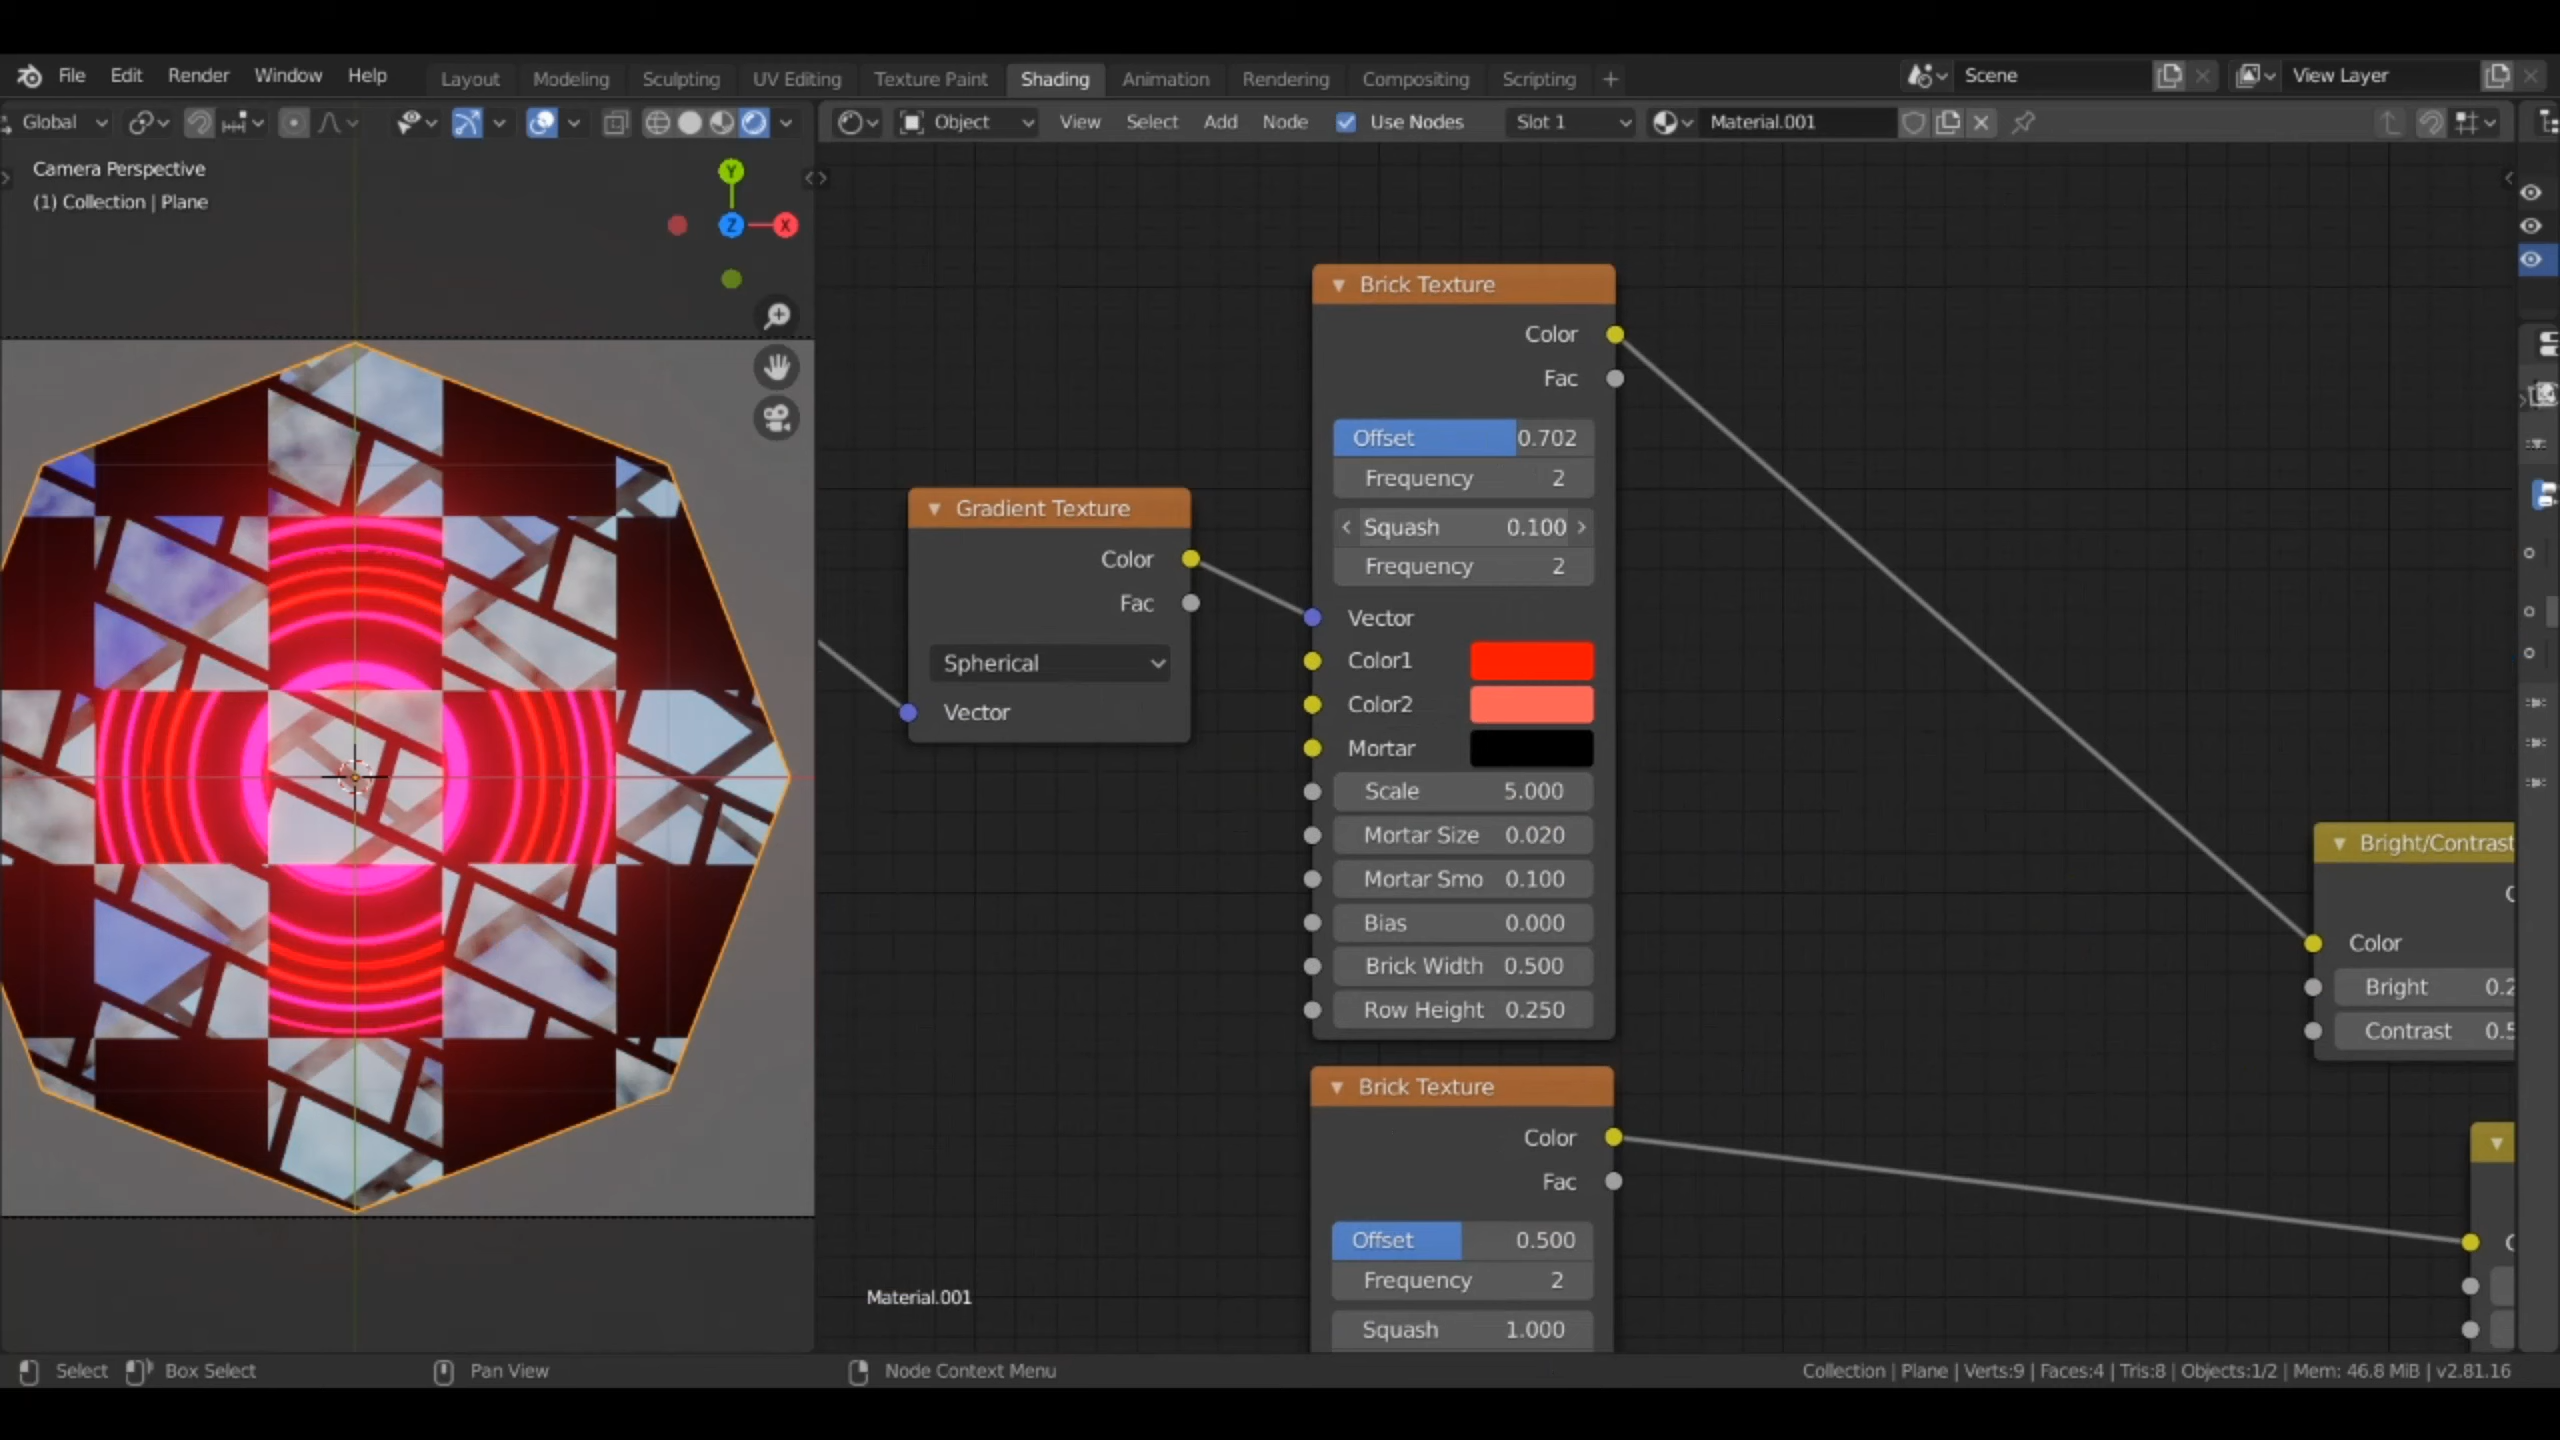 File Edit Render Window Help Layout Modeling Sculpting UV Editing Texture Paint Shading Animation Rendering Compositing Scripting + Scene View Layer
Global Object View Select Add Node Use Nodes Slot 1 Material.001
Camera Perspective
(1) Collection | Plane
Y
Z
X
Gradient Texture
Color
Fac
Spherical
Vector
Brick Texture
Color
Fac
Offset 0.702
Frequency 2
Squash 0.100
Frequency 2
Vector
Color1
Color2
Mortar
Scale 5.000
Mortar Size 0.020
Mortar Smo 0.100
Bias 0.000
Brick Width 0.500
Row Height 0.250
Brick Texture
Color
Fac
Offset 0.500
Frequency 2
Squash 1.000
Bright/Contrast
Color
Bright 0.2
Contrast 0.5
Material.001
Select Box Select Pan View Node Context Menu Collection | Plane | Verts:9 | Faces:4 | Tris:8 | Objects:1/2 | Mem: 46.8 MiB | v2.81.16